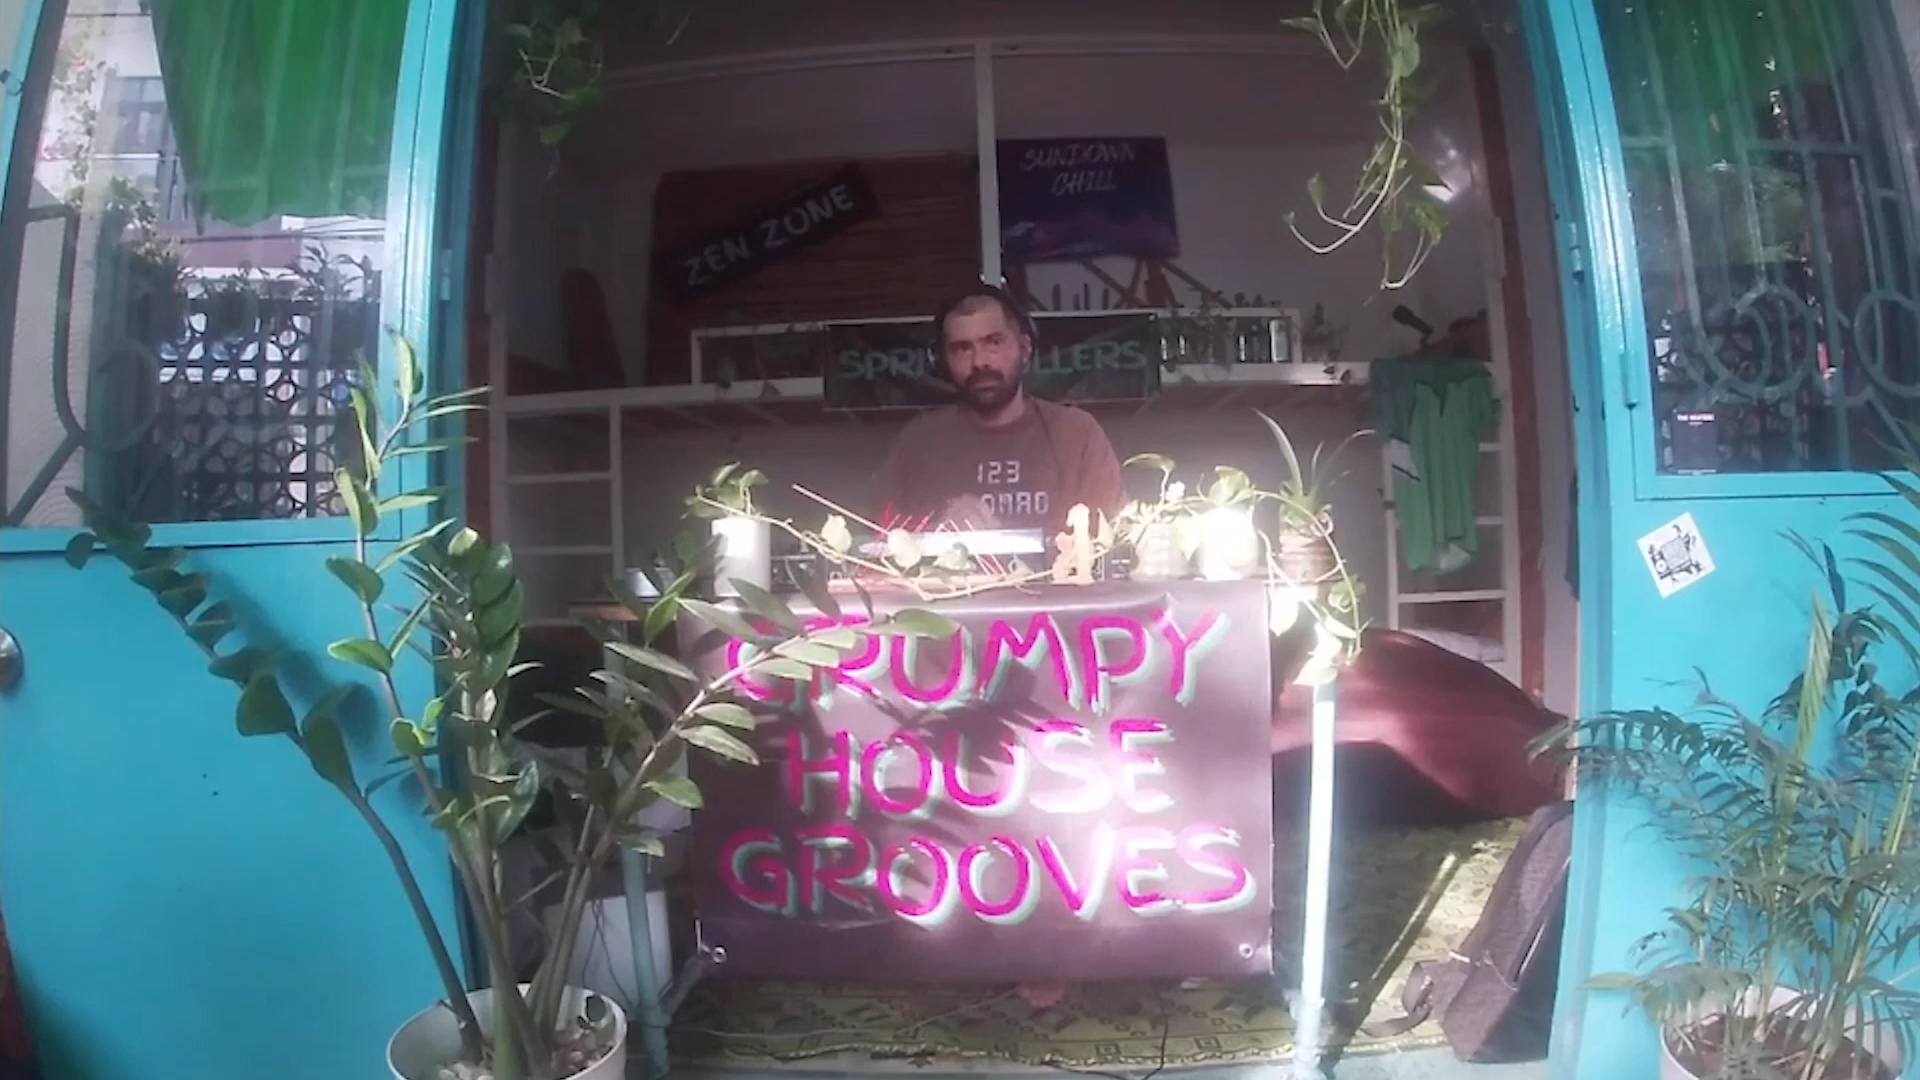 SUNDOWN
CHILL
ZEN ZONE
123
GRUMPY
HOUSE
GROOVES